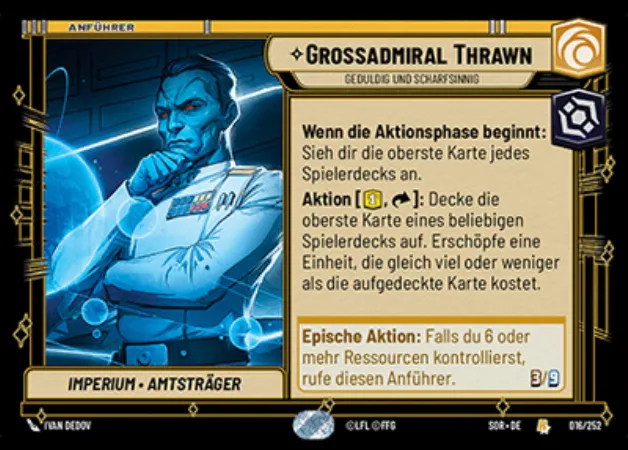 ANFÜHRER
GROSSADMIRAL THRAWN
GEDULDIG UND SCHARFSINNIG
Wenn die Aktionsphase beginnt:
Sieh dir die oberste Karte jedes
Spielerdecks an.
Aktion [1, ]: Decke die
oberste Karte eines beliebigen
Spielerdecks auf. Erschöpfe eine
Einheit, die gleich viel oder weniger
als die aufgedeckte Karte kostet.
Epische Aktion: Falls du 6 oder
mehr Ressourcen kontrollierst,
rufe diesen Anführer.
3/9
IMPERIUM • AMTSTRÄGER
IVAN DEDOV
©LFL ©FFG
SOR • DE
R
016/252